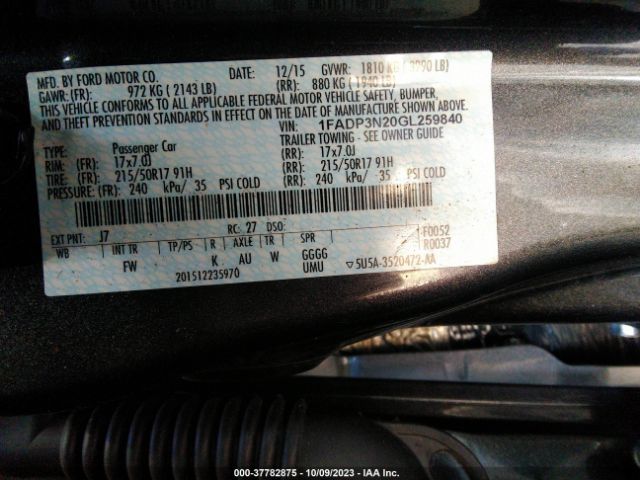 MFD. BY FORD MOTOR CO. DATE: 12/15 GVWR: 1810 KG ( 3990 LB)
GAWR: (FR): 972 KG ( 2143 LB) (RR): 880 KG ( 1940 LB)
THIS VEHICLE CONFORMS TO ALL APPLICABLE FEDERAL MOTOR VEHICLE SAFETY, BUMPER,
AND THEFT PREVENTION STANDARDS IN EFFECT ON THE DATE OF MANUFACTURE SHOWN ABOVE.
VIN: 1FADP3N20GL259840
TYPE: Passenger Car TRAILER TOWING - SEE OWNER GUIDE
RIM: (FR): 17x7.0J (RR): 17x7.0J
TIRE: (FR): 215/50R17 91H (RR): 215/50R17 91H
PRESSURE: (FR): 240 kPa/ 35 PSI COLD (RR): 240 kPa/ 35 PSI COLD
EXT PNT: J7 RC: 27 DSO: F0052
WB INT TR TP/PS R AXLE TR SPR R0037
FW K AU W GGGG
UMU
201512235970 ▽5U5A-3520472-AA
000-37782875 - 10/09/2023 - IAA Inc.